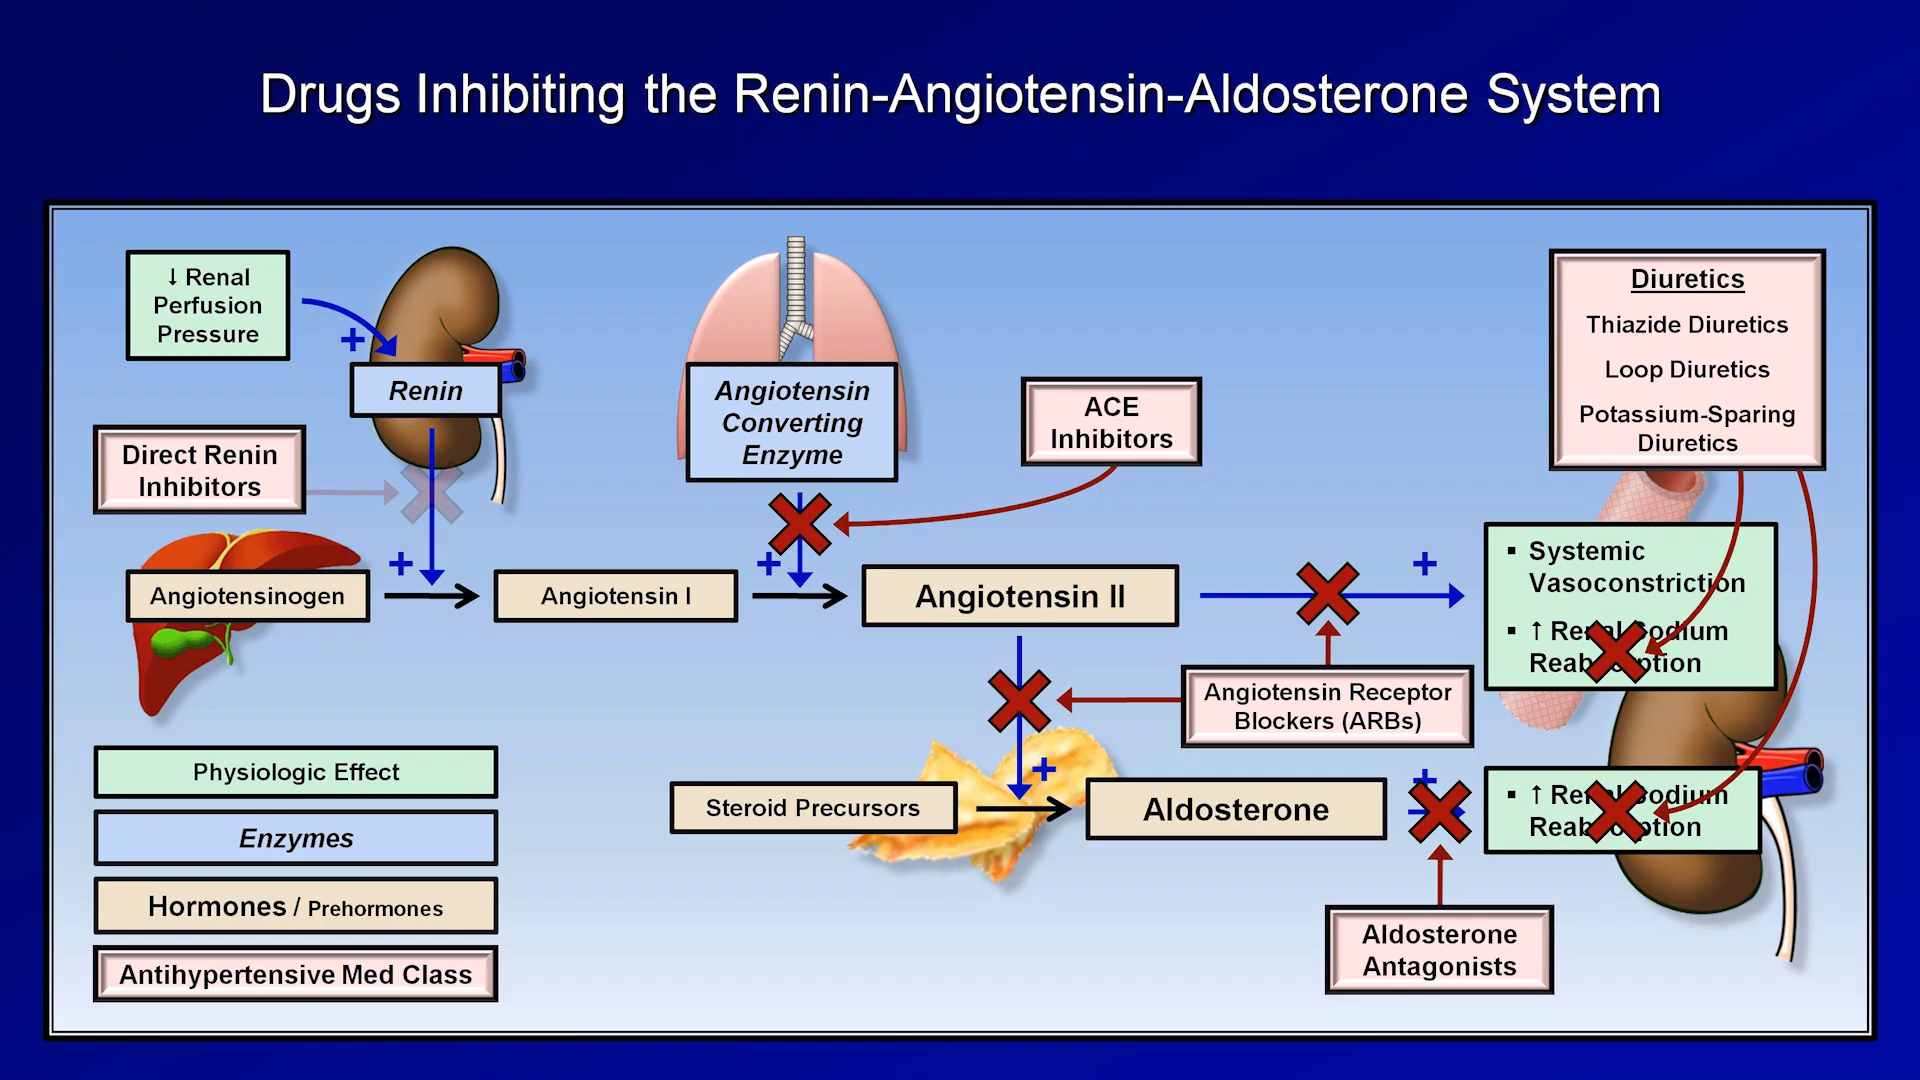 Drugs Inhibiting the Renin-Angiotensin-Aldosterone System
↓ Renal
Perfusion
Pressure
+
Renin
Direct Renin
Inhibitors
Angiotensin
Converting
Enzyme
ACE
Inhibitors
Diuretics
Thiazide Diuretics
Loop Diuretics
Potassium-Sparing
Diuretics
Angiotensinogen
+
Angiotensin I
+
Angiotensin II
+
▪ Systemic
Vasoconstriction
▪ ↑ Renal Sodium
Reabsorption
Angiotensin Receptor
Blockers (ARBs)
Steroid Precursors
+
Aldosterone
+
▪ ↑ Renal Sodium
Reabsorption
Aldosterone
Antagonists
Physiologic Effect
Enzymes
Hormones / Prehormones
Antihypertensive Med Class